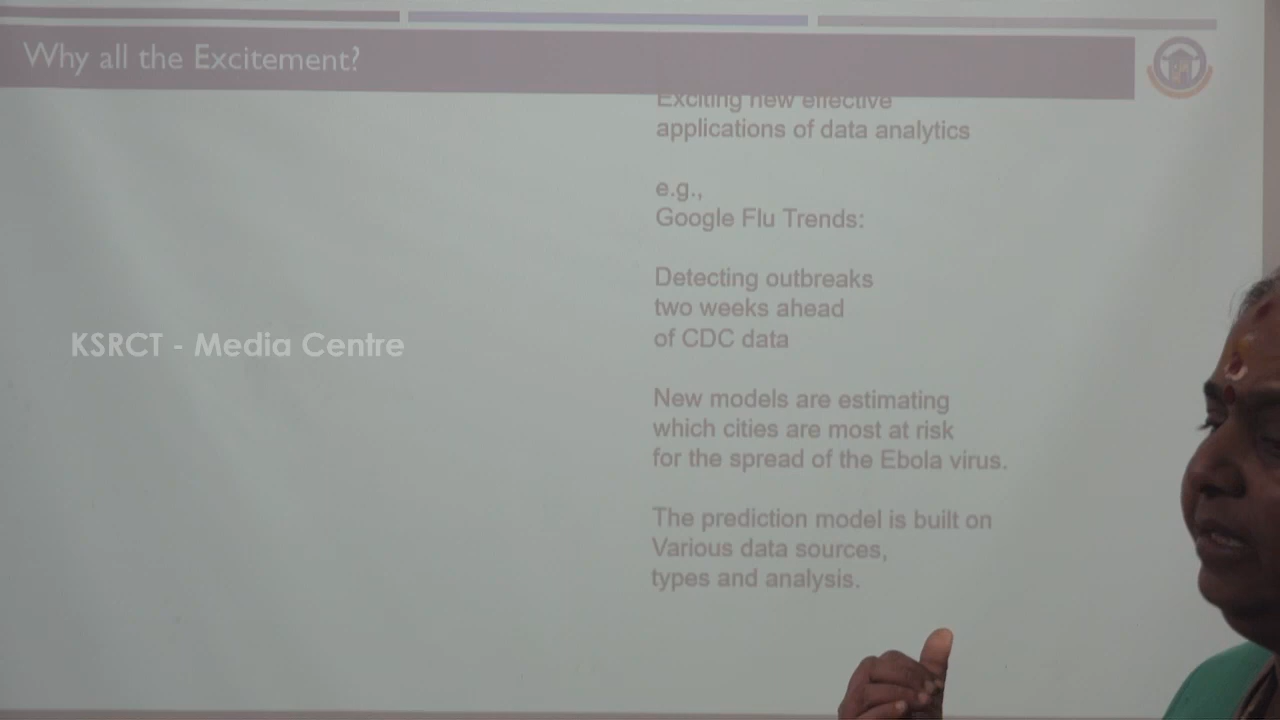 Why all the Excitement?
Exciting new effective
applications of data analytics
e.g.,
Google Flu Trends:
Detecting outbreaks
two weeks ahead
of CDC data
KSRCT - Media Centre
New models are estimating
which cities are most at risk
for the spread of the Ebola virus.
The prediction model is built on
Various data sources,
types and analysis.